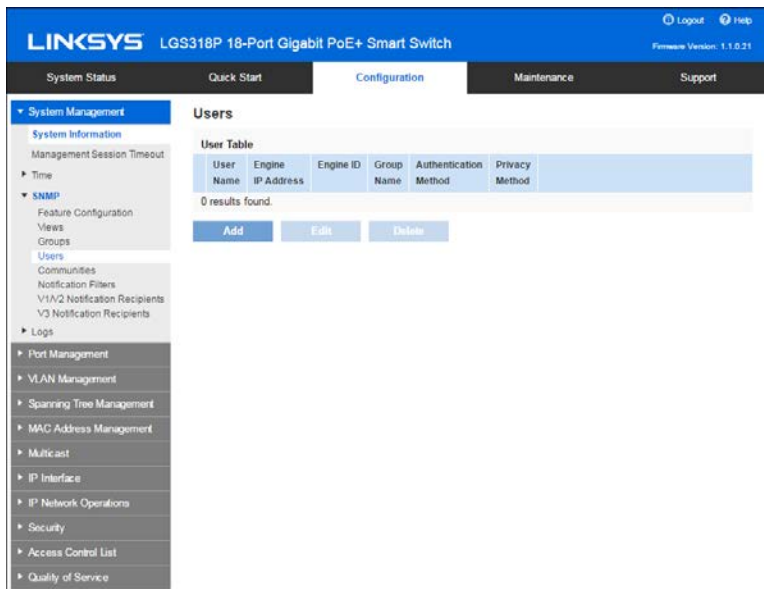 Logout Help
LINKSYS LGS318P 18-Port Gigabit PoE+ Smart Switch
Firmware Version: 1.1.0.21
System Status Quick Start Configuration Maintenance Support
System Management
System Information
Management Session Timeout
Time
SNMP
Feature Configuration
Views
Groups
Users
Communities
Notification Filters
V1/V2 Notification Recipients
V3 Notification Recipients
Logs
Port Management
VLAN Management
Spanning Tree Management
MAC Address Management
Multicast
IP Interface
IP Network Operations
Security
Access Control List
Quality of Service
Users
User Table
User Name Engine IP Address Engine ID Group Name Authentication Method Privacy Method
0 results found.
Add Edit Delete